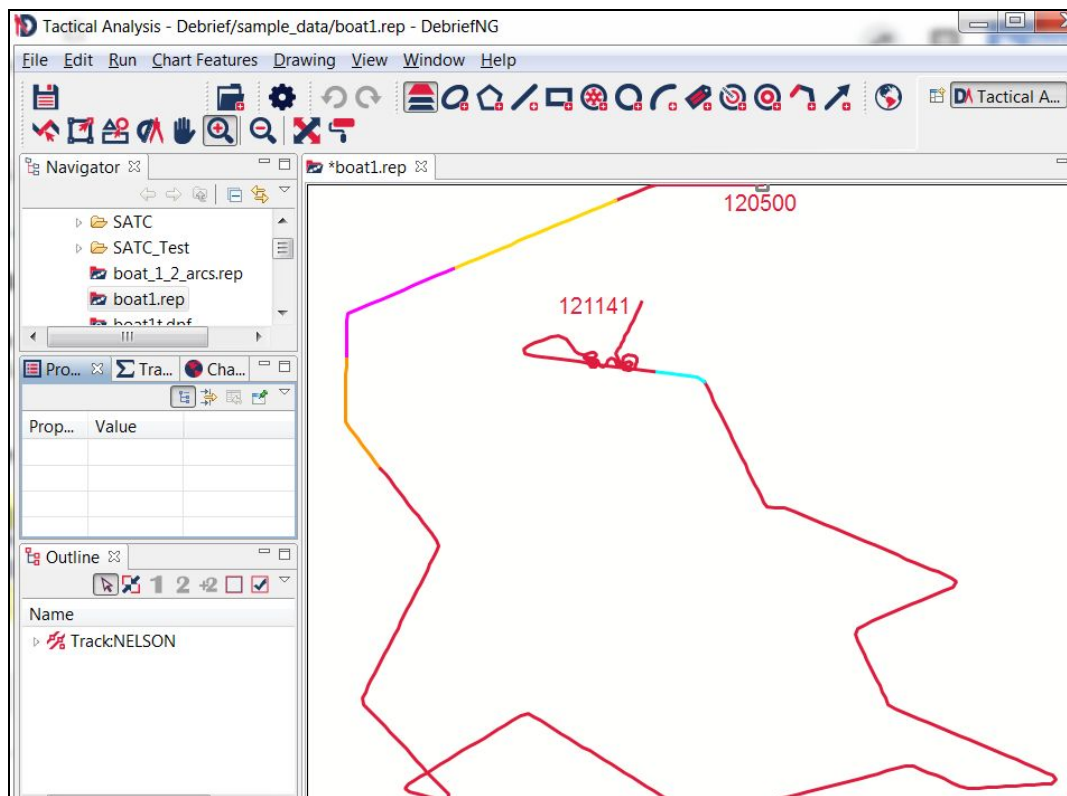 Tactical Analysis - Debrief/sample_data/boat1.rep - DebriefNG
File Edit Run Chart Features Drawing View Window Help
Tactical A...
Navigator
*boat1.rep
SATC
SATC_Test
boat_1_2_arcs.rep
boat1.rep
boat1t.dpf
Pro... Tra... Cha...
Prop... Value
Outline
1 2 +2
Name
Track:NELSON
120500
121141